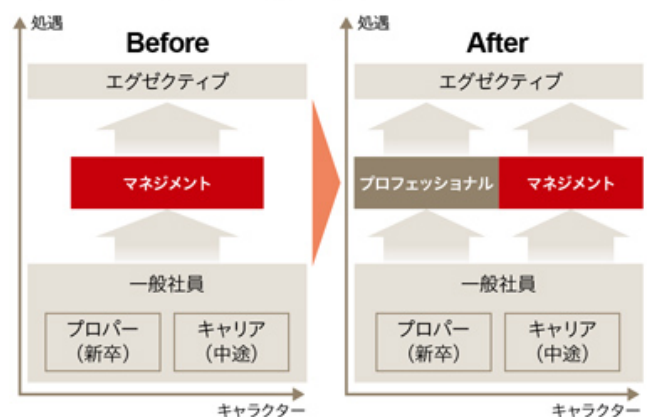 処遇
Before
エグゼクティブ
マネジメント
一般社員
プロパー
(新卒)
キャリア
(中途)
キャラクター
処遇
After
エグゼクティブ
プロフェッショナル
マネジメント
一般社員
プロパー
(新卒)
キャリア
(中途)
キャラクター